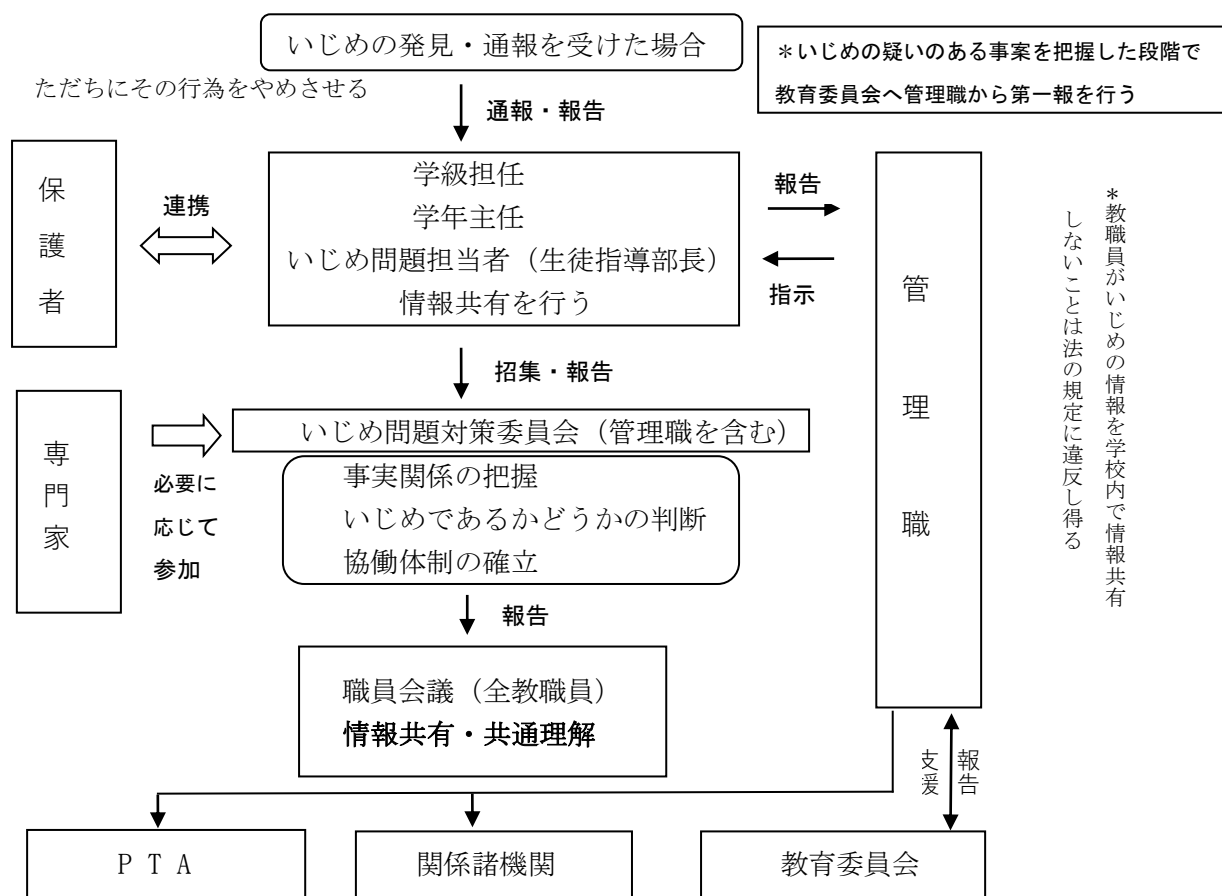 いじめの発見・通報を受けた場合
＊いじめの疑いのある事案を把握した段階で
教育委員会へ管理職から第一報を行う
ただちにその行為をやめさせる
通報・報告
保護者
連携
学級担任
学年主任
いじめ問題担当者（生徒指導部長）
情報共有を行う
報告
指示
管理職
＊教職員がいじめの情報を学校内で情報共有
しないことは法の規定に違反し得る
招集・報告
専門家
必要に
応じて
参加
いじめ問題対策委員会（管理職を含む）
事実関係の把握
いじめであるかどうかの判断
協働体制の確立
報告
職員会議（全教職員）
情報共有・共通理解
支援
報告
ＰＴＡ
関係諸機関
教育委員会